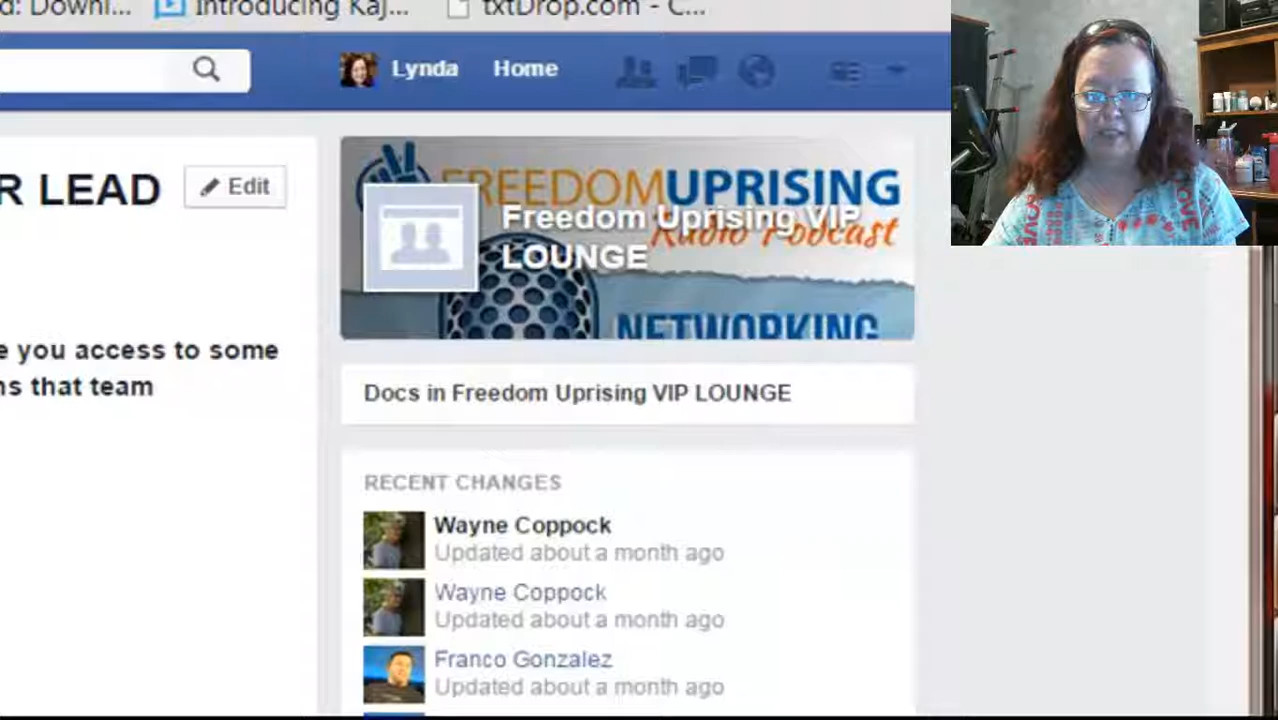 d: Downl...
Introducing Kaj...
txtDrop.com - C...
Lynda
Home
R LEAD
Edit
FREEDOMUPRISING
Radio Podcast
Freedom Uprising VIP
LOUNGE
NETWORKING
e you access to some
ns that team
Docs in Freedom Uprising VIP LOUNGE
RECENT CHANGES
Wayne Coppock
Updated about a month ago
Wayne Coppock
Updated about a month ago
Franco Gonzalez
Updated about a month ago